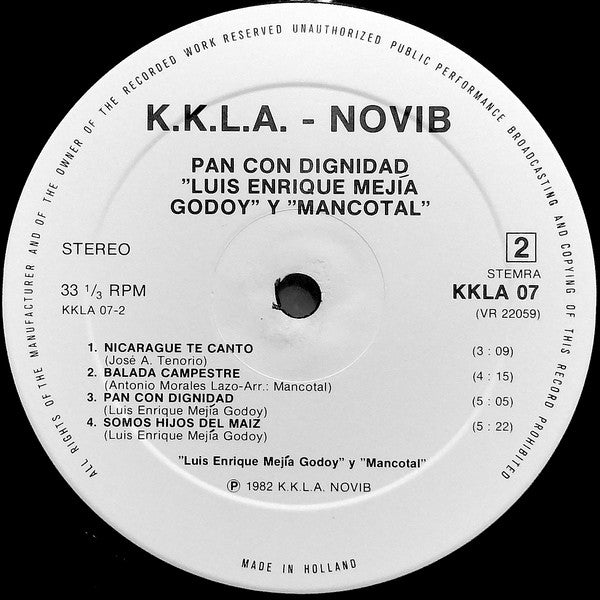 ALL RIGHTS OF THE MANUFACTURER AND OF THE OWNER OF THE RECORDED WORK RESERVED UNAUTHORIZED PUBLIC PERFORMANCE BROADCASTING AND COPYING OF THIS RECORD PROHIBITED
K.K.L.A. - NOVIB
PAN CON DIGNIDAD
"LUIS ENRIQUE MEJÍA
GODOY" Y "MANCOTAL"
STEREO
2
STEMRA
33 1/3 RPM
KKLA 07
KKLA 07-2
(VR 22059)
1. NICARAGUE TE CANTO (3 : 09)
(José A. Tenorio)
2. BALADA CAMPESTRE (4 : 15)
(Antonio Morales Lazo-Arr.: Mancotal)
3. PAN CON DIGNIDAD (5 : 05)
(Luis Enrique Mejía Godoy)
4. SOMOS HIJOS DEL MAIZ (5 : 22)
(Luis Enrique Mejía Godoy)
"Luis Enrique Mejía Godoy" y "Mancotal"
Ⓟ 1982 K.K.L.A. NOVIB
MADE IN HOLLAND